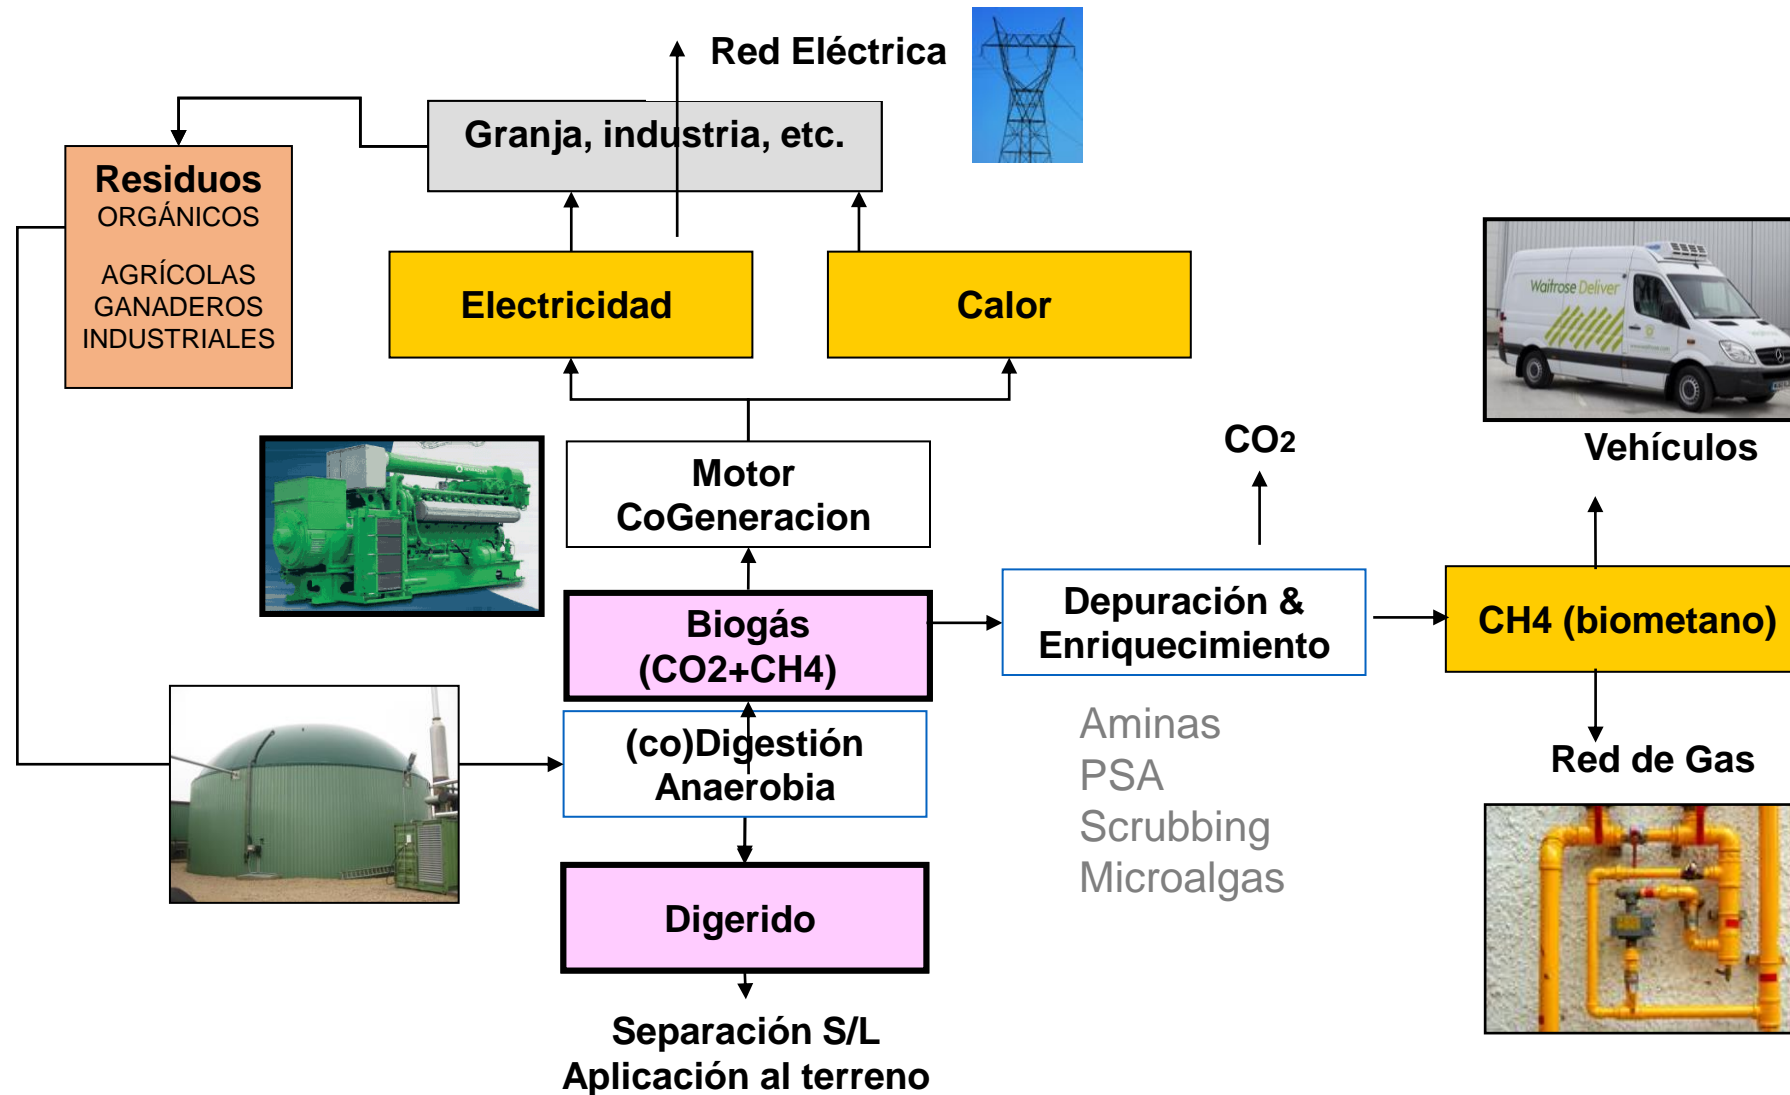 Red Eléctrica
Granja, industria, etc.
Residuos
ORGÁNICOS
AGRÍCOLAS
GANADEROS
INDUSTRIALES
Electricidad
Calor
Waitrose Deliver
Motor
CoGeneracion
CO2
Vehículos
Biogás
(CO2+CH4)
Depuración &
Enriquecimiento
CH4 (biometano)
(co)Digestión
Anaerobia
Aminas
PSA
Scrubbing
Microalgas
Red de Gas
Digerido
Separación S/L
Aplicación al terreno